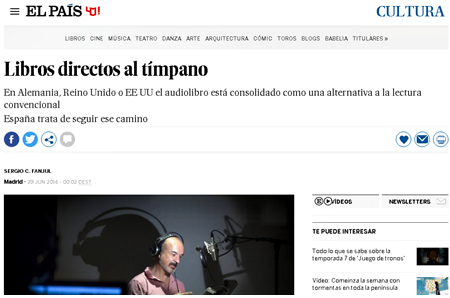 EL PAÍS 40!
CULTURA
LIBROS CINE MÚSICA TEATRO DANZA ARTE ARQUITECTURA CÓMIC TOROS BLOGS BABELIA TITULARES »
Libros directos al tímpano
En Alemania, Reino Unido o EE UU el audiolibro está consolidado como una alternativa a la lectura
convencional
España trata de seguir ese camino
SERGIO C. FANJUL
Madrid - 29 JUN 2016 - 00:02 CEST
VÍDEOS
NEWSLETTERS
TE PUEDE INTERESAR
Todo lo que se sabe sobre la
temporada 7 de 'Juego de tronos'
Vídeo: Comienza la semana con
tormentas en toda la península